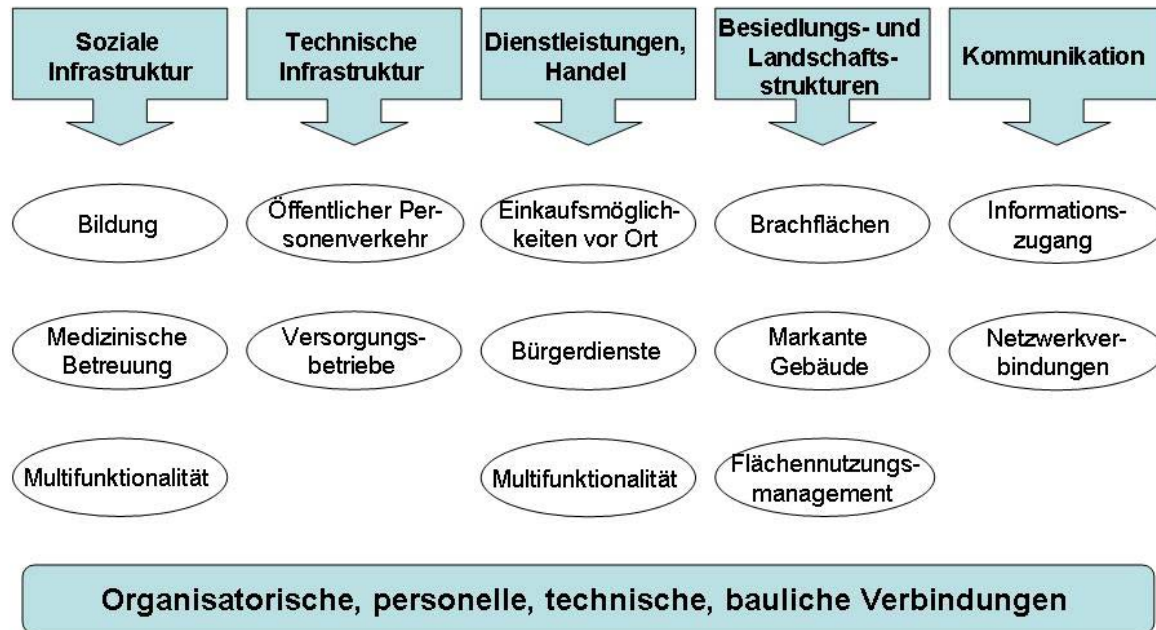 Soziale
Infrastruktur
Technische
Infrastruktur
Dienstleistungen,
Handel
Besiedlungs- und
Landschafts-
strukturen
Kommunikation
Bildung
Öffentlicher Per-
sonenverkehr
Einkaufsmöglich-
keiten vor Ort
Brachflächen
Informations-
zugang
Medizinische
Betreuung
Versorgungs-
betriebe
Bürgerdienste
Markante
Gebäude
Netzwerkver-
bindungen
Multifunktionalität
Multifunktionalität
Flächennutzungs-
management
Organisatorische, personelle, technische, bauliche Verbindungen